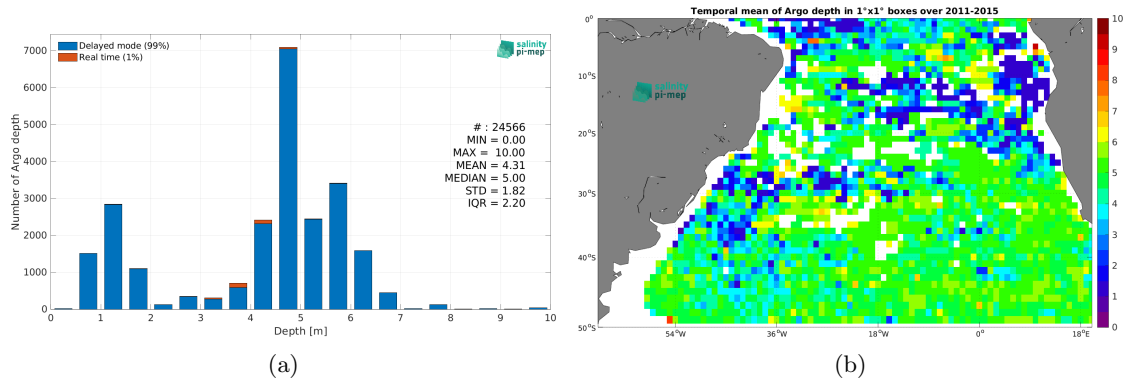 Delayed mode (99%)
Real time (1%)
salinity
pi-mep
# : 24566
MIN = 0.00
MAX = 10.00
MEAN = 4.31
MEDIAN = 5.00
STD = 1.82
IQR = 2.20
Number of Argo depth
7000
6000
5000
4000
3000
2000
1000
0
0 1 2 3 4 5 6 7 8 9 10
Depth [m]
(a)
Temporal mean of Argo depth in 1°x1° boxes over 2011-2015
salinity
pi-mep
0°
10°S
20°S
30°S
40°S
50°S
54°W 36°W 18°W 0° 18°E
10
9
8
7
6
5
4
3
2
1
0
(b)